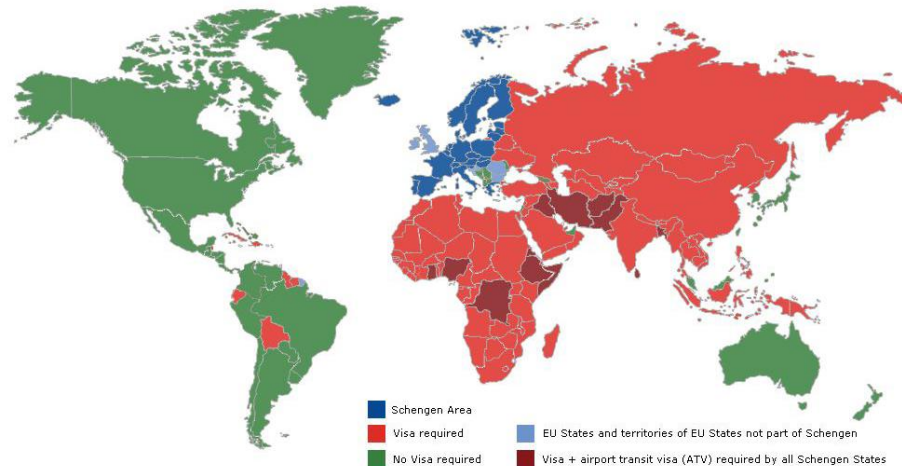 Schengen Area
Visa required
EU States and territories of EU States not part of Schengen
No Visa required
Visa + airport transit visa (ATV) required by all Schengen States